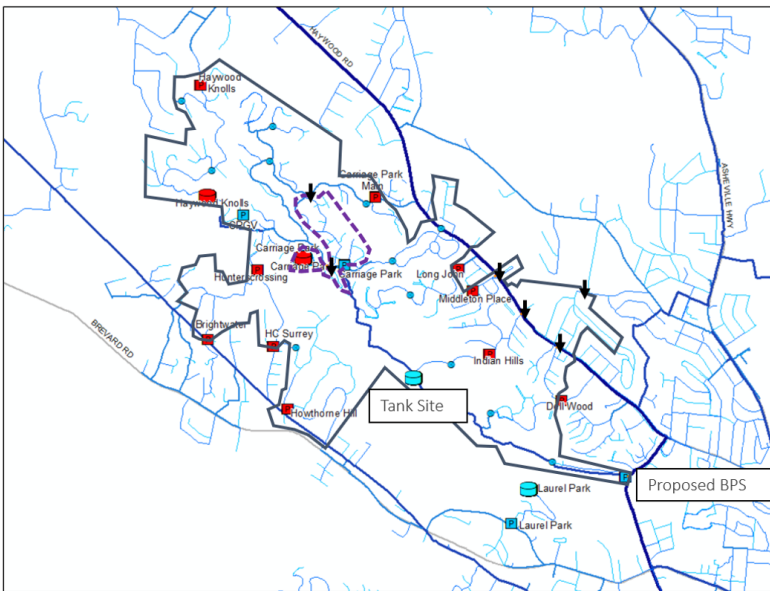 HAYWOOD RD
Haywood
Knolls
ASHEVILLE HWY
Carriage Park
Main
Haywood Knolls
CRGV
Carriage Park
Carriage Park
Hunters crossing
Long John
Middleton Place
BREVARD RD
Brightwater
HC Surrey
Indian Hills
Tank Site
Howthorne Hill
Dell Wood
Proposed BPS
Laurel Park
Laurel Park